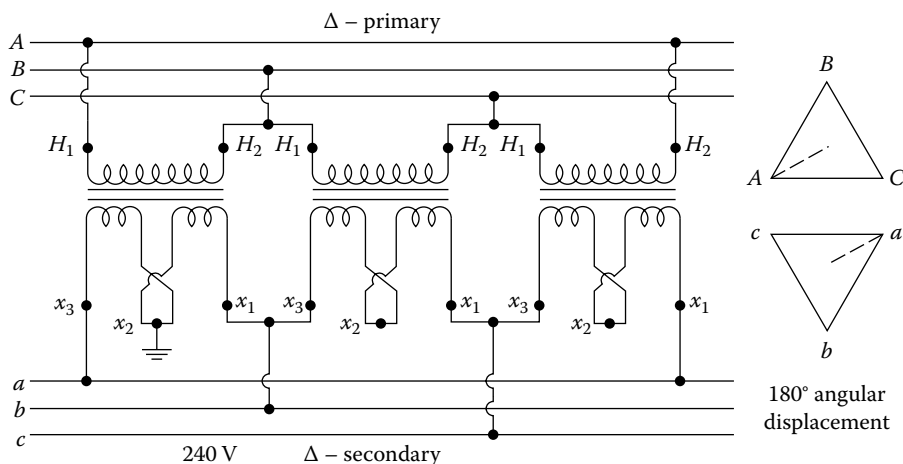 Δ – primary
A
B
C
H1 H2 H1 H2 H1 H2
x3 x2 x1 x3 x2 x1 x3 x2 x1
a
b
c
240 V Δ – secondary
B
A C
c a
b
180° angular
displacement